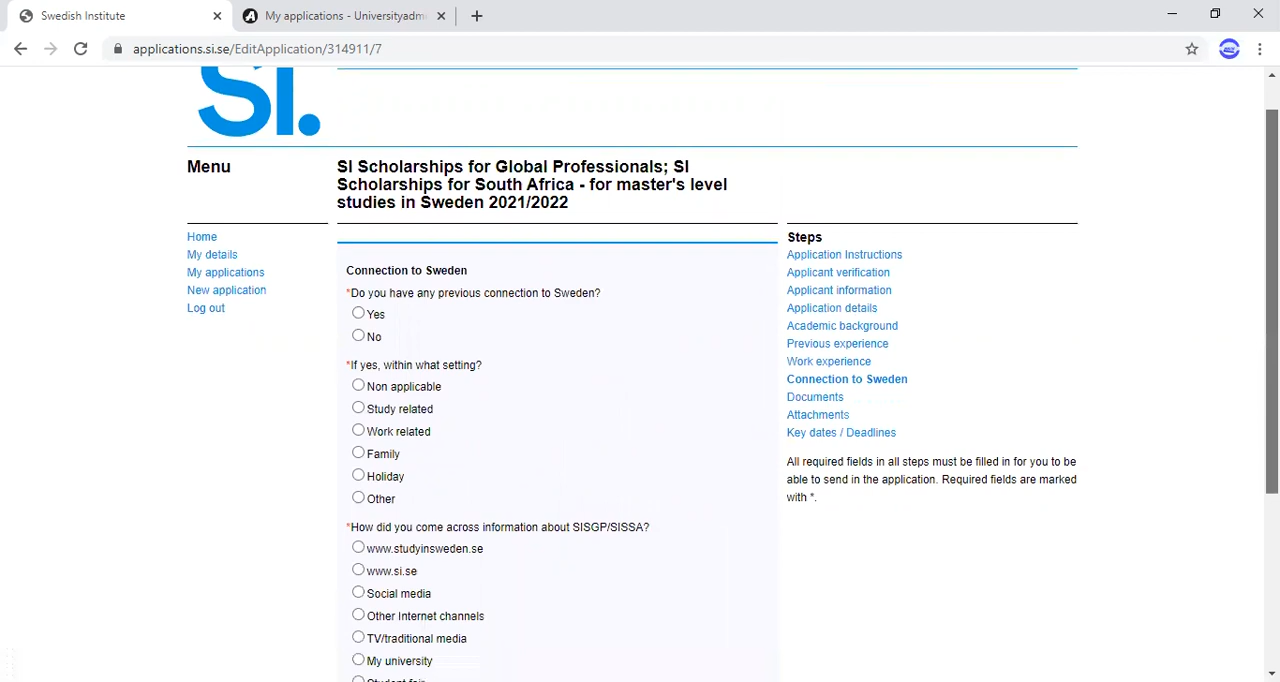 Swedish Institute
My applications - Universityadm
applications.si.se/EditApplication/314911/7
Si.
Menu
Home
My details
My applications
New application
Log out
SI Scholarships for Global Professionals; SI
Scholarships for South Africa - for master's level
studies in Sweden 2021/2022
Connection to Sweden
*Do you have any previous connection to Sweden?
Yes
No
*If yes, within what setting?
Non applicable
Study related
Work related
Family
Holiday
Other
*How did you come across information about SISGP/SISSA?
www.studyinsweden.se
www.si.se
Social media
Other Internet channels
TV/traditional media
My university
Student fair
Steps
Application Instructions
Applicant verification
Applicant information
Application details
Academic background
Previous experience
Work experience
Connection to Sweden
Documents
Attachments
Key dates / Deadlines
All required fields in all steps must be filled in for you to be
able to send in the application. Required fields are marked
with *.